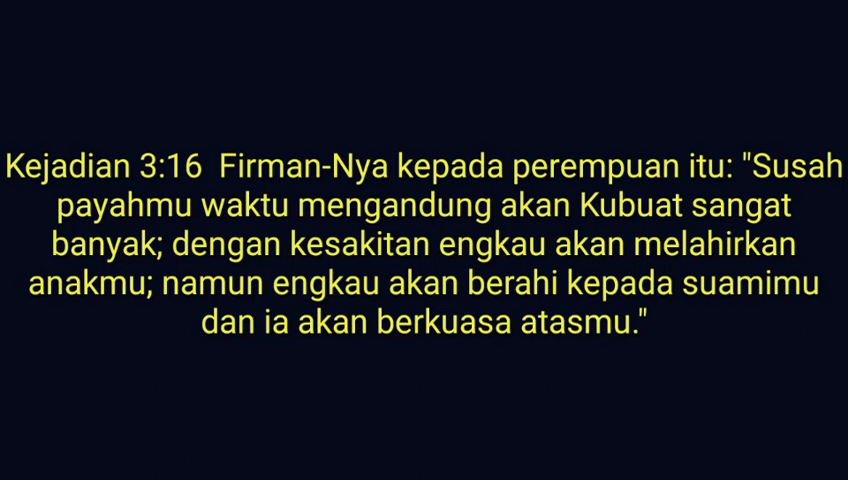 Kejadian 3:16  Firman-Nya kepada perempuan itu: "Susah
payahmu waktu mengandung akan Kubuat sangat
banyak; dengan kesakitan engkau akan melahirkan
anakmu; namun engkau akan berahi kepada suamimu
dan ia akan berkuasa atasmu."